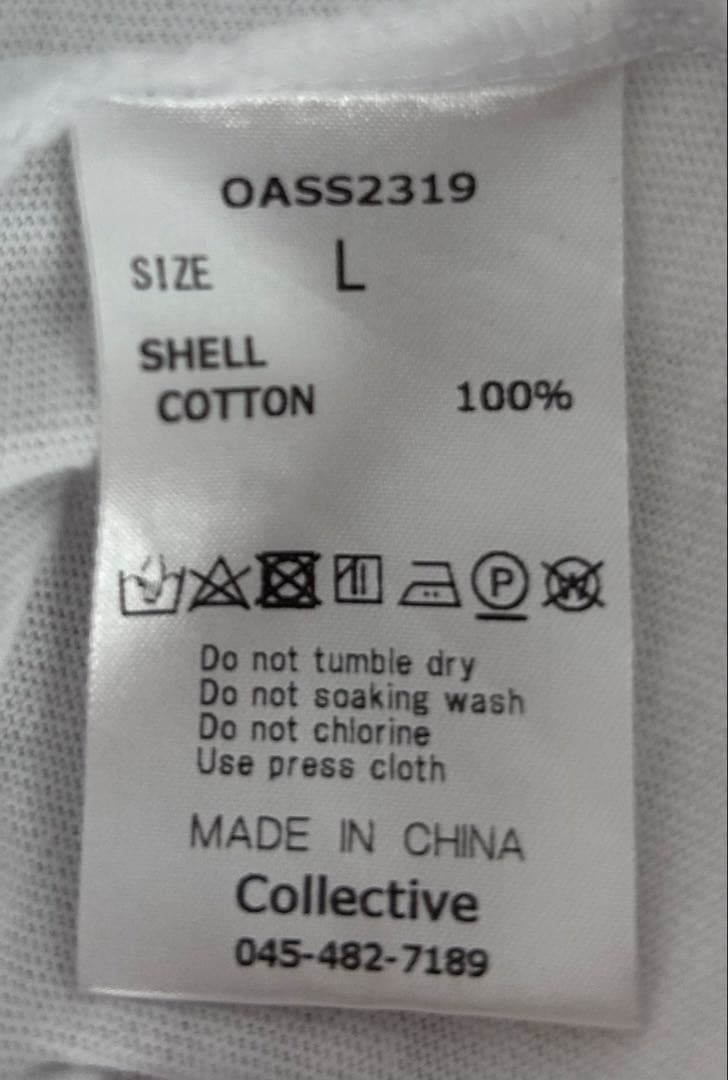 OASS2319
SIZE L
SHELL
COTTON 100%
P W
Do not tumble dry
Do not soaking wash
Do not chlorine
Use press cloth
MADE IN CHINA
Collective
045-482-7189